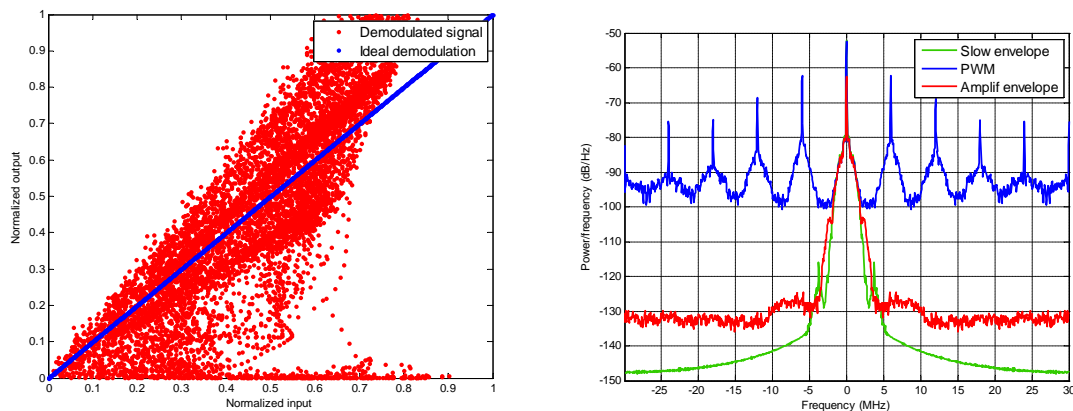 1
0.9
0.8
0.7
0.6
0.5
0.4
0.3
0.2
0.1
0
Normalized output
Demodulated signal
Ideal demodulation
0 0.1 0.2 0.3 0.4 0.5 0.6 0.7 0.8 0.9 1
Normalized input
-50
-60
-70
-80
-90
-100
-110
-120
-130
-140
-150
Power/frequency (dB/Hz)
Slow envelope
PWM
Amplif envelope
-25 -20 -15 -10 -5 0 5 10 15 20 25 30
Frequency (MHz)